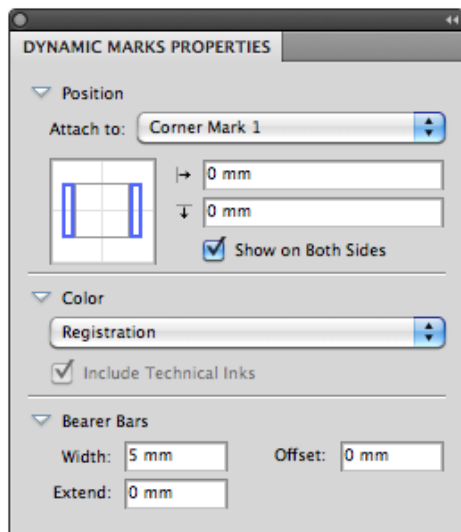 DYNAMIC MARKS PROPERTIES
Position
Attach to: Corner Mark 1
0 mm
0 mm
Show on Both Sides
Color
Registration
Include Technical Inks
Bearer Bars
Width: 5 mm Offset: 0 mm
Extend: 0 mm